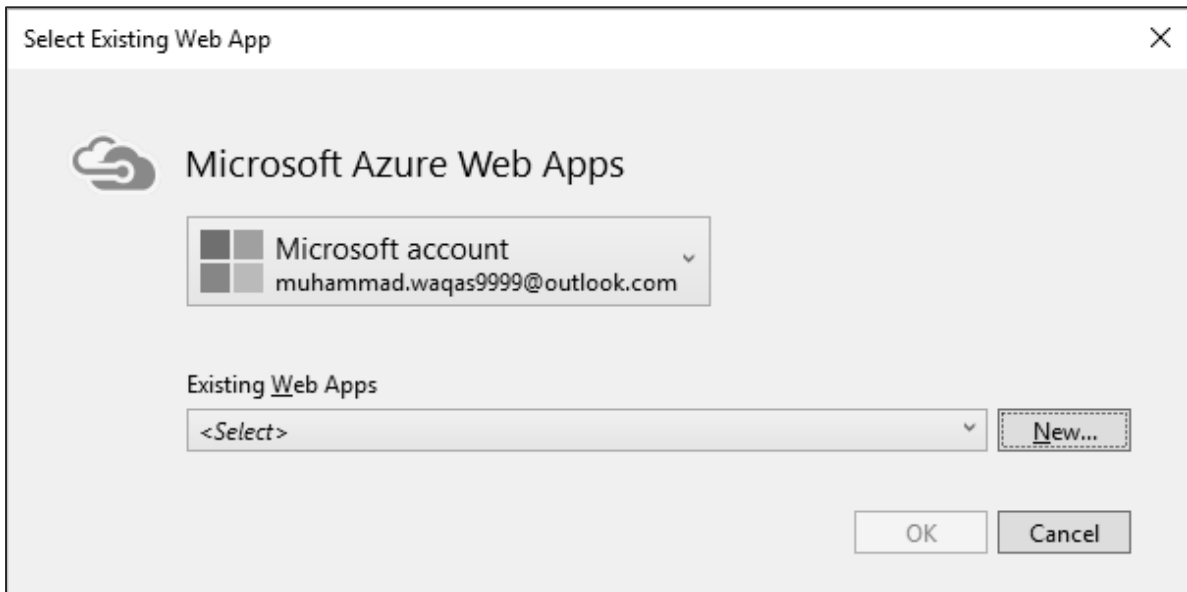 Select Existing Web App
Microsoft Azure Web Apps
Microsoft account
muhammad.waqas9999@outlook.com
Existing Web Apps
<Select>
New...
OK
Cancel